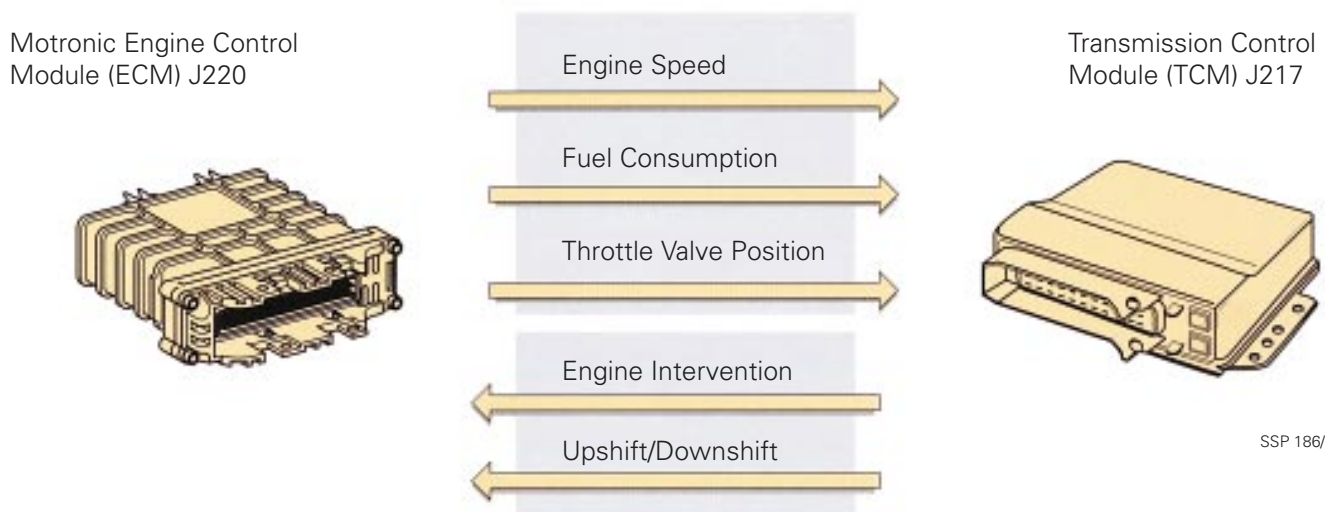 Motronic Engine Control
Module (ECM) J220
Engine Speed
Fuel Consumption
Throttle Valve Position
Engine Intervention
Upshift/Downshift
Transmission Control
Module (TCM) J217
SSP 186/